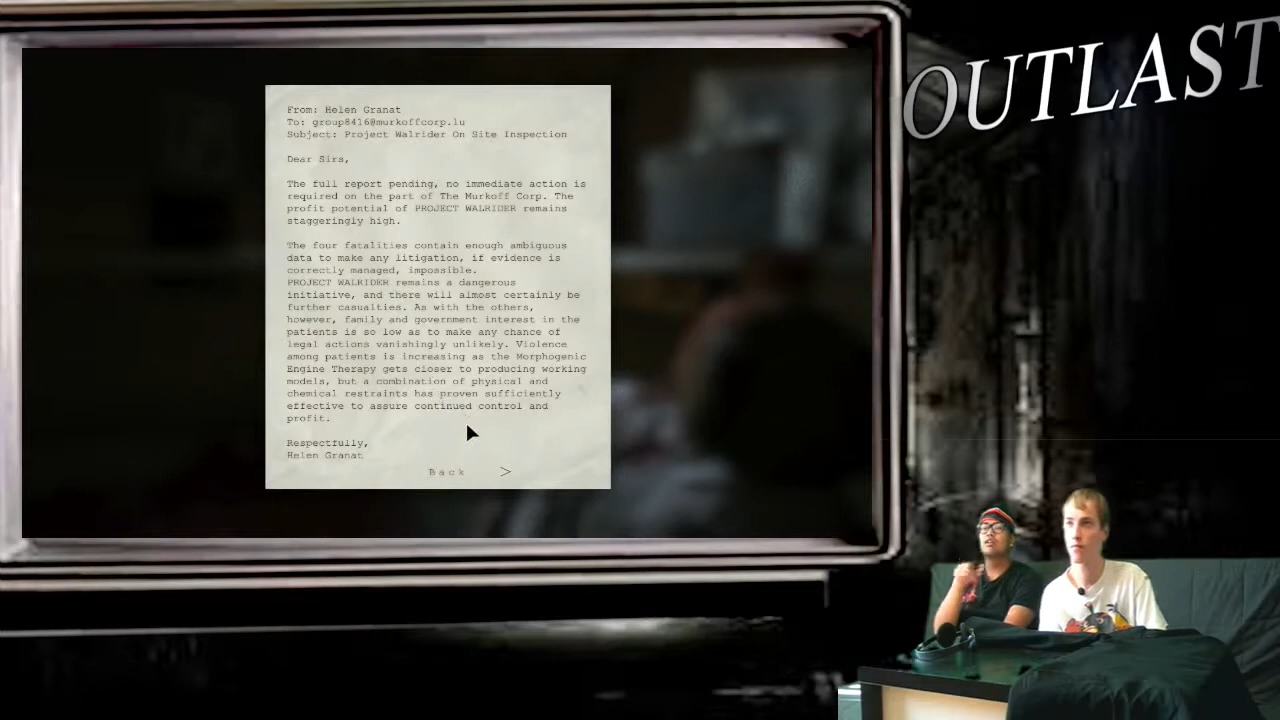 From: Helen Granat
To: group8416@murkoffcorp.lu
Subject: Project Walrider On Site Inspection
Dear Sirs,
The full report pending, no immediate action is
required on the part of The Murkoff Corp. The
profit potential of PROJECT WALRIDER remains
staggeringly high.
The four fatalities contain enough ambiguous
data to make any litigation, if evidence is
correctly managed, impossible.
PROJECT WALRIDER remains a dangerous
initiative, and there will almost certainly be
further casualties. As with the others,
however, family and government interest in the
patients is so low as to make any chance of
legal actions vanishingly unlikely. Violence
among patients is increasing as the Morphogenic
Engine Therapy gets closer to producing working
models, but a combination of physical and
chemical restraints has proven sufficiently
effective to assure continued control and
profit.
Respectfully,
Helen Granat
Back >
OUTLAST